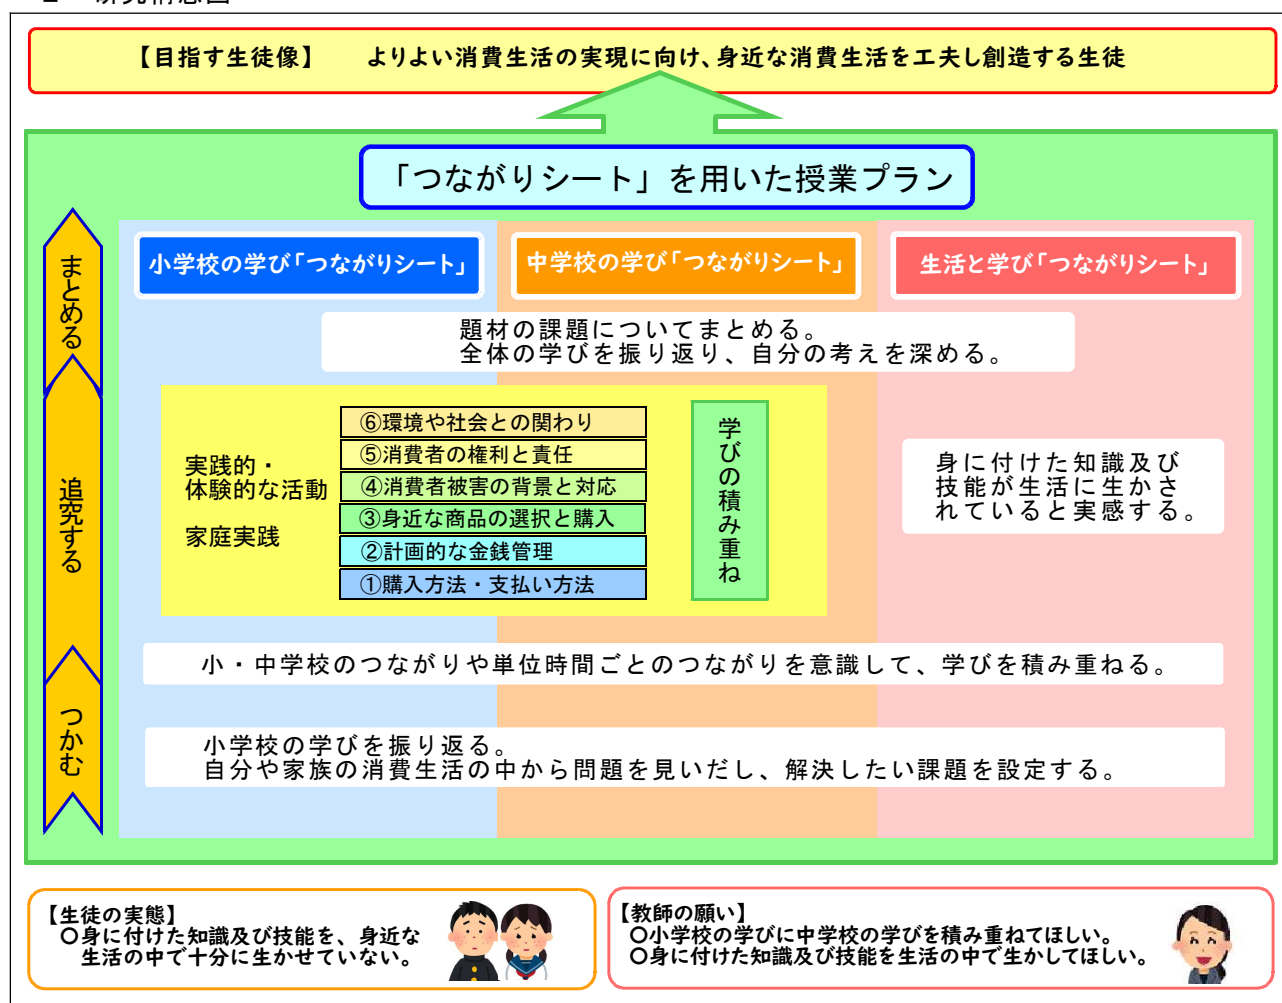 【目指す生徒像】　よりよい消費生活の実現に向け、身近な消費生活を工夫し創造する生徒
「つながりシート」を用いた授業プラン
小学校の学び「つながりシート」
中学校の学び「つながりシート」
生活と学び「つながりシート」
まとめる
題材の課題についてまとめる。
全体の学びを振り返り、自分の考えを深める。
追究する
実践的・
体験的な活動
家庭実践
⑥環境や社会との関わり
⑤消費者の権利と責任
④消費者被害の背景と対応
③身近な商品の選択と購入
②計画的な金銭管理
①購入方法・支払い方法
学びの積み重ね
身に付けた知識及び
技能が生活に生かさ
れていると実感する。
小・中学校のつながりや単位時間ごとのつながりを意識して、学びを積み重ねる。
つかむ
小学校の学びを振り返る。
自分や家族の消費生活の中から問題を見いだし、解決したい課題を設定する。
【生徒の実態】
○身に付けた知識及び技能を、身近な
生活の中で十分に生かせていない。
【教師の願い】
○小学校の学びに中学校の学びを積み重ねてほしい。
○身に付けた知識及び技能を生活の中で生かしてほしい。